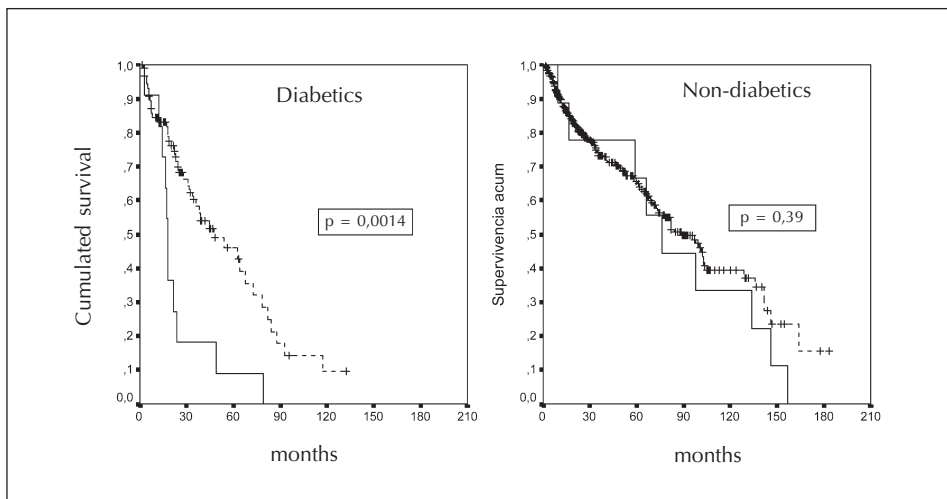 Diabetics
Cumulated survival
1,0
,9
,8
,7
,6
,5
,4
,3
,2
,1
0,0
p = 0,0014
0 30 60 90 120 150 180 210
months
Non-diabetics
Supervivencia acum
1,0
,9
,8
,7
,6
,5
,4
,3
,2
,1
0,0
p = 0,39
0 30 60 90 120 150 180 210
months